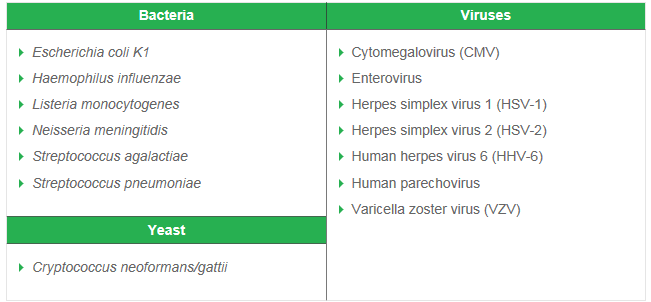 Bacteria
Escherichia coli K1
Haemophilus influenzae
Listeria monocytogenes
Neisseria meningitidis
Streptococcus agalactiae
Streptococcus pneumoniae
Yeast
Cryptococcus neoformans/gattii
Viruses
Cytomegalovirus (CMV)
Enterovirus
Herpes simplex virus 1 (HSV-1)
Herpes simplex virus 2 (HSV-2)
Human herpes virus 6 (HHV-6)
Human parechovirus
Varicella zoster virus (VZV)